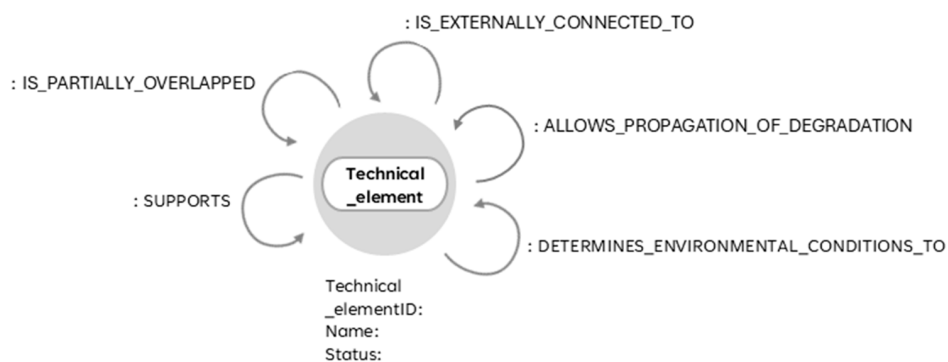 : IS_EXTERNALLY_CONNECTED_TO
: IS_PARTIALLY_OVERLAPPED
: ALLOWS_PROPAGATION_OF_DEGRADATION
Technical
_element
: SUPPORTS
: DETERMINES_ENVIRONMENTAL_CONDITIONS_TO
Technical
_elementID:
Name:
Status: